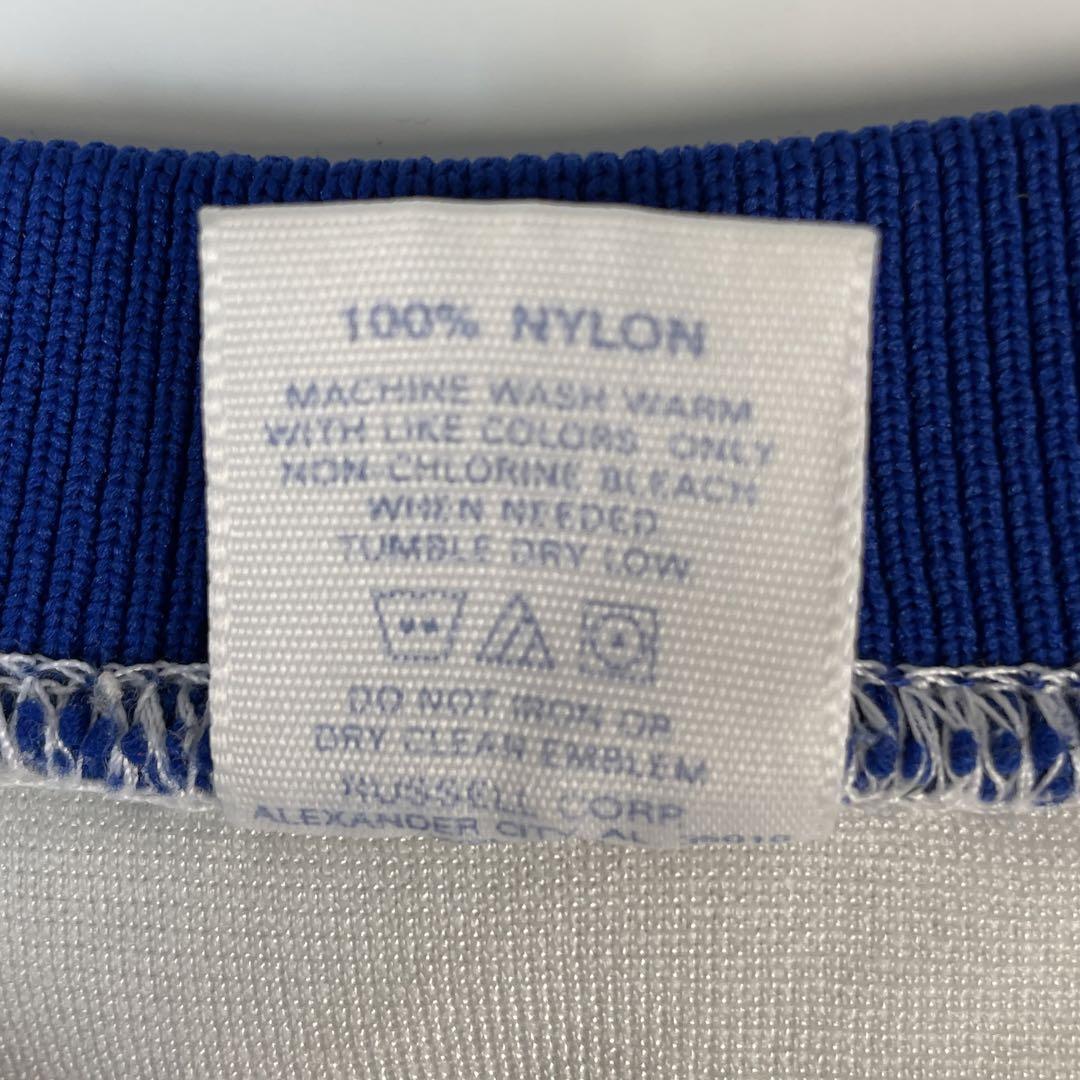 100% NYLON
MACHINE WASH WARM
WITH LIKE COLORS. ONLY
NON-CHLORINE BLEACH
WHEN NEEDED
TUMBLE DRY LOW
DO NOT IRON OR
DRY CLEAN EMBLEM
RUSSELL CORP
ALEXANDER CITY, AL